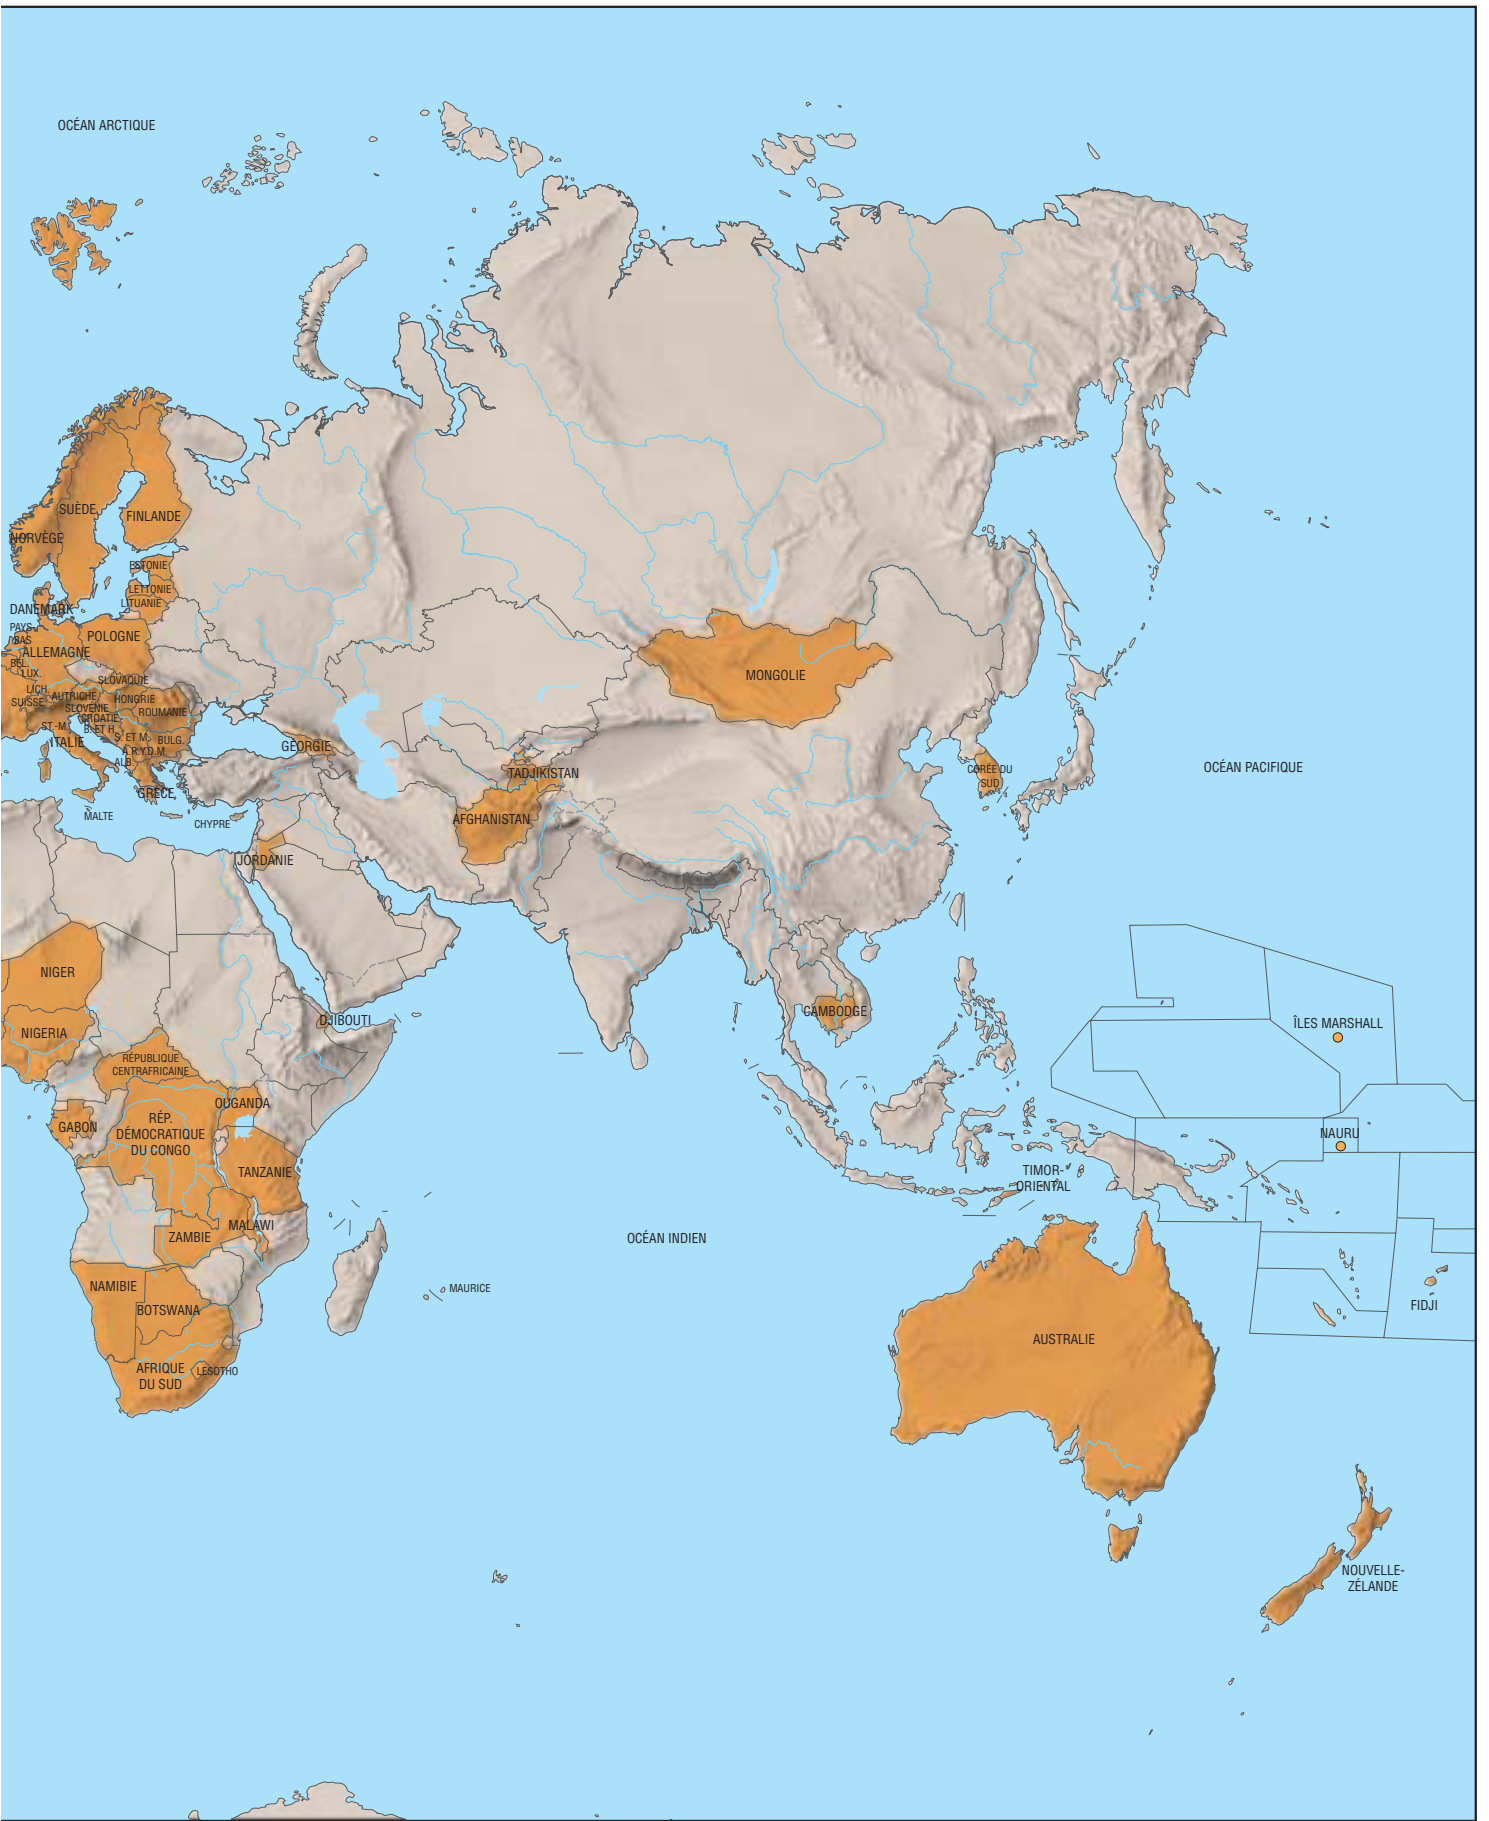 OCÉAN ARCTIQUE
SUÈDE
FINLANDE
NORVÈGE
ESTONIE
LETTONIE
LITUANIE
DANEMARK
PAYS-
BAS
POLOGNE
ALLEMAGNE
BEL.
LUX.
SLOVAQUIE
LICH.
AUTRICHE
SUISSE
HONGRIE
SLOVÉNIE
ROUMANIE
CROATIE
ST.-M.
B. ET H.
S. ET M.
BULG.
ITALIE
A.R.Y.D.M.
ALB.
GRÈCE
MALTE
CHYPRE
GÉORGIE
MONGOLIE
TADJIKISTAN
AFGHANISTAN
CORÉE DU
SUD
OCÉAN PACIFIQUE
JORDANIE
NIGER
NIGERIA
DJIBOUTI
CAMBODGE
ÎLES MARSHALL
RÉPUBLIQUE
CENTRAFRICAINE
OUGANDA
GABON
RÉP.
DÉMOCRATIQUE
DU CONGO
NAURU
TANZANIE
TIMOR-
ORIENTAL
MALAWI
ZAMBIE
OCÉAN INDIEN
NAMIBIE
BOTSWANA
MAURICE
FIDJI
AUSTRALIE
AFRIQUE
DU SUD
LESOTHO
NOUVELLE-
ZÉLANDE